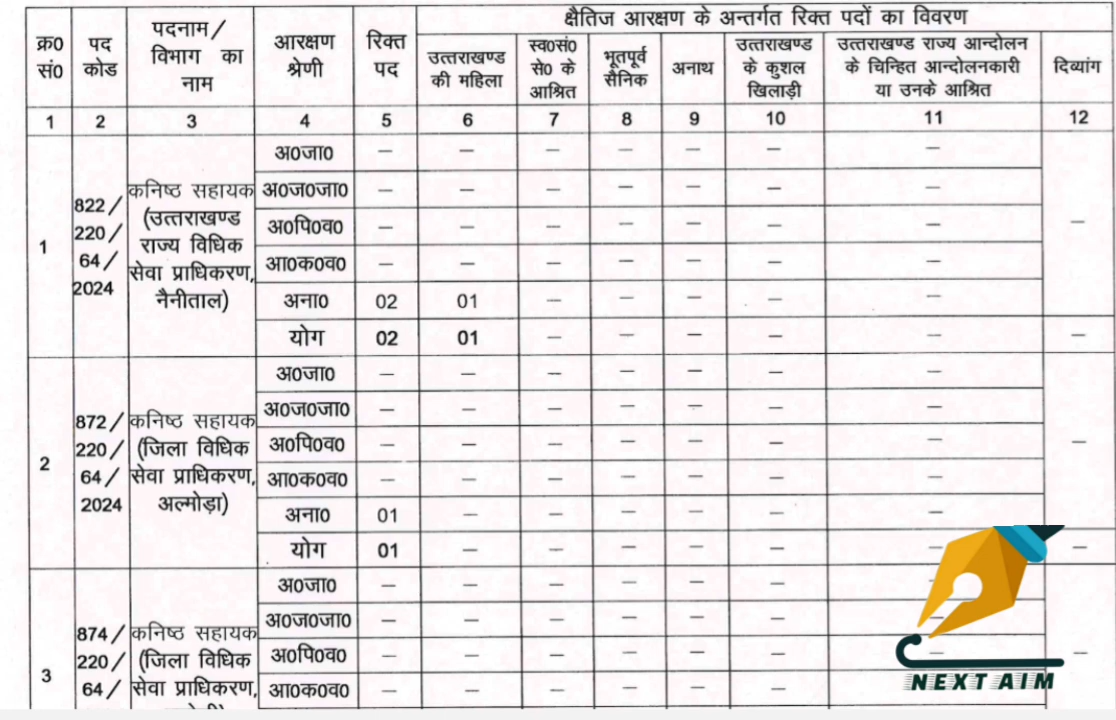 क्षैतिज आरक्षण के अन्तर्गत रिक्त पदों का विवरण
क्र0 सं0 | पद कोड | पदनाम/ विभाग का नाम | आरक्षण श्रेणी | रिक्त पद | उत्तराखण्ड की महिला | स्व0सं0 से0 के आश्रित | भूतपूर्व सैनिक | अनाथ | उत्तराखण्ड के कुशल खिलाड़ी | उत्तराखण्ड राज्य आन्दोलन के चिन्हित आन्दोलनकारी या उनके आश्रित | दिव्यांग
1 2 3 4 5 6 7 8 9 10 11 12
1
822/
220/
64/
2024
कनिष्ठ सहायक
(उत्तराखण्ड
राज्य विधिक
सेवा प्राधिकरण,
नैनीताल)
अ0जा0 — — — — — — —
अ0ज0जा0 — — — — — — —
अ0पि0व0 — — — — — — — —
आ0क0व0 — — — — — — —
अना0 02 01 — — — — —
योग 02 01 — — — — — —
2
872/
220/
64/
2024
कनिष्ठ सहायक
(जिला विधिक
सेवा प्राधिकरण,
अल्मोड़ा)
अ0जा0 — — — — — — —
अ0ज0जा0 — — — — — — —
अ0पि0व0 — — — — — — — —
आ0क0व0 — — — — — — —
अना0 01 — — — — — —
योग 01 — — — — — — —
3
874/
220/
64/
कनिष्ठ सहायक
(जिला विधिक
सेवा प्राधिकरण,
अ0जा0 — — — — — — —
अ0ज0जा0 — — — — — — —
अ0पि0व0 — — — — — — — —
आ0क0व0 — — — — — —
NEXT AIM